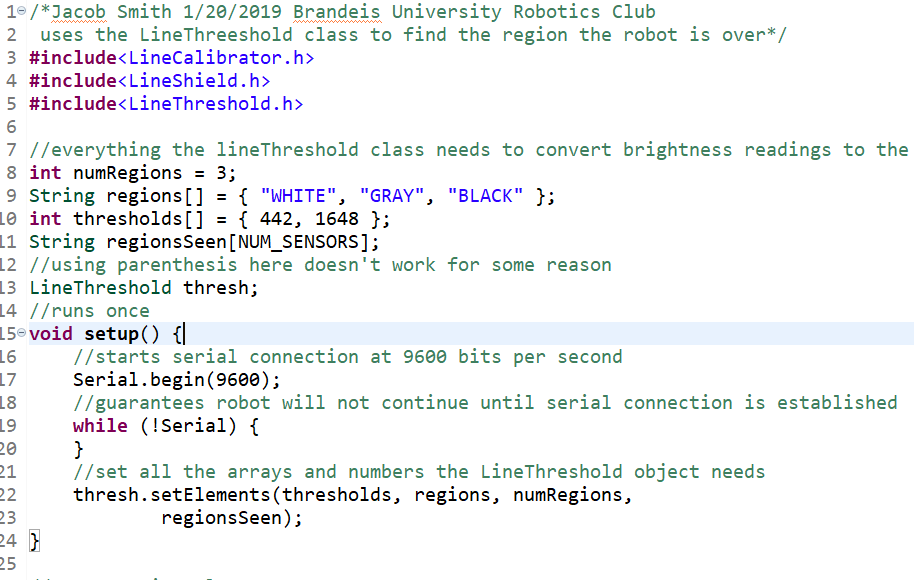 1 /*Jacob Smith 1/20/2019 Brandeis University Robotics Club
2 uses the LineThreeshold class to find the region the robot is over*/
3 #include<LineCalibrator.h>
4 #include<LineShield.h>
5 #include<LineThreshold.h>
6
7 //everything the lineThreshold class needs to convert brightness readings to the
8 int numRegions = 3;
9 String regions[] = { "WHITE", "GRAY", "BLACK" };
10 int thresholds[] = { 442, 1648 };
11 String regionsSeen[NUM_SENSORS];
12 //using parenthesis here doesn't work for some reason
13 LineThreshold thresh;
14 //runs once
15 void setup() {
16 //starts serial connection at 9600 bits per second
17 Serial.begin(9600);
18 //guarantees robot will not continue until serial connection is established
19 while (!Serial) {
20 }
21 //set all the arrays and numbers the LineThreshold object needs
22 thresh.setElements(thresholds, regions, numRegions,
23 regionsSeen);
24 }
25